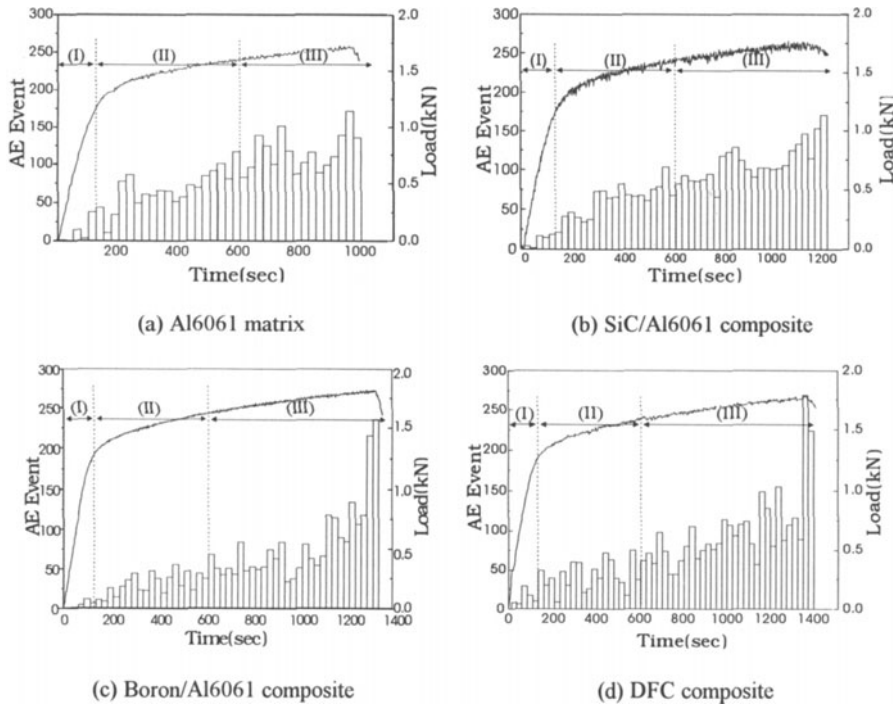 300
250
200
150
100
50
0
AE Event
(I)
(II)
(III)
2.0
1.5
1.0
0.5
0.0
Load(kN)
200
400
600
800
1000
Time(sec)
(a) Al6061 matrix
300
250
200
150
100
50
0
AE Event
(I)
(II)
(III)
2.0
1.5
1.0
0.5
0.0
Load(kN)
0
200
400
600
800
1000
1200
Time(sec)
(b) SiC/Al6061 composite
300
250
200
150
100
50
0
AE Event
(I)
(II)
(III)
2.0
1.5
1.0
0.5
0.0
Load(kN)
0
200
400
600
800
1000
1200
1400
Time(sec)
(c) Boron/Al6061 composite
300
250
200
150
100
50
0
AE Event
(I)
(II)
(III)
2.0
1.5
1.0
0.5
0.0
Load(kN)
0
200
400
600
800
1000
1200
1400
Time(sec)
(d) DFC composite